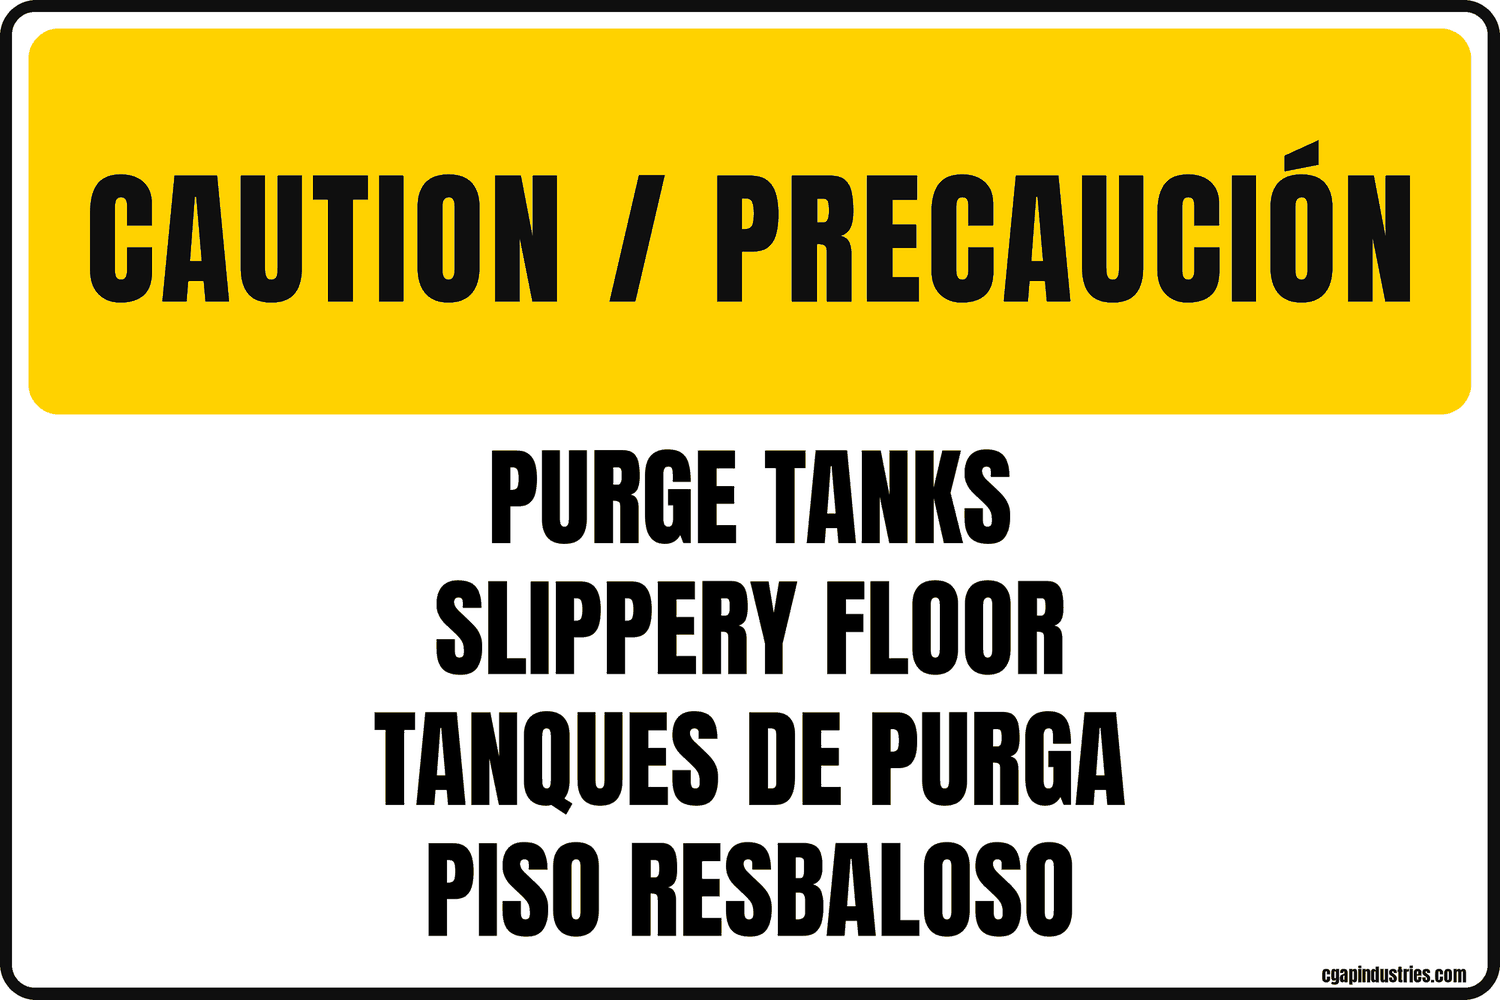 CAUTION / PRECAUCIÓN
PURGE TANKS
SLIPPERY FLOOR
TANQUES DE PURGA
PISO RESBALOSO
cgapindustries.com